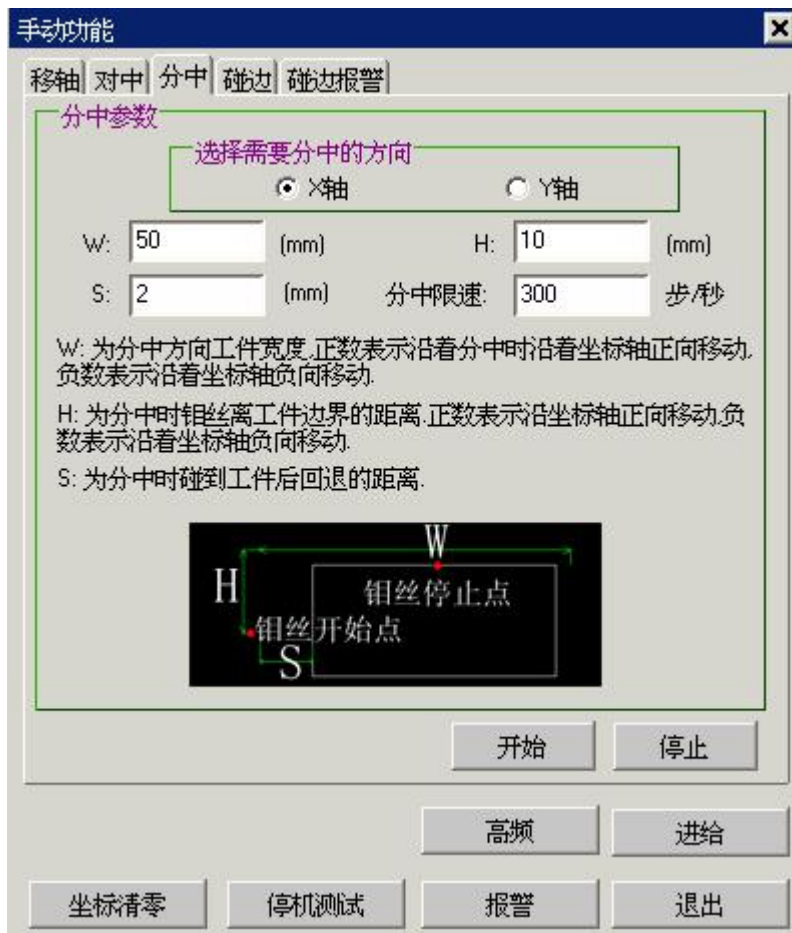 手动功能
移轴 对中 分中 碰边 碰边报警
分中参数
选择需要分中的方向
X轴 Y轴
W: 50 (mm) H: 10 (mm)
S: 2 (mm) 分中限速: 300 步/秒
W: 为分中方向工件宽度.正数表示沿着分中时沿着坐标轴正向移动.
负数表示沿着坐标轴负向移动.
H: 为分中时钼丝离工件边界的距离.正数表示沿坐标轴正向移动.负
数表示沿着坐标轴负向移动.
S: 为分中时碰到工件后回退的距离.
W
H
钼丝停止点
钼丝开始点
S
开始 停止
高频 进给
坐标清零 停机测试 报警 退出